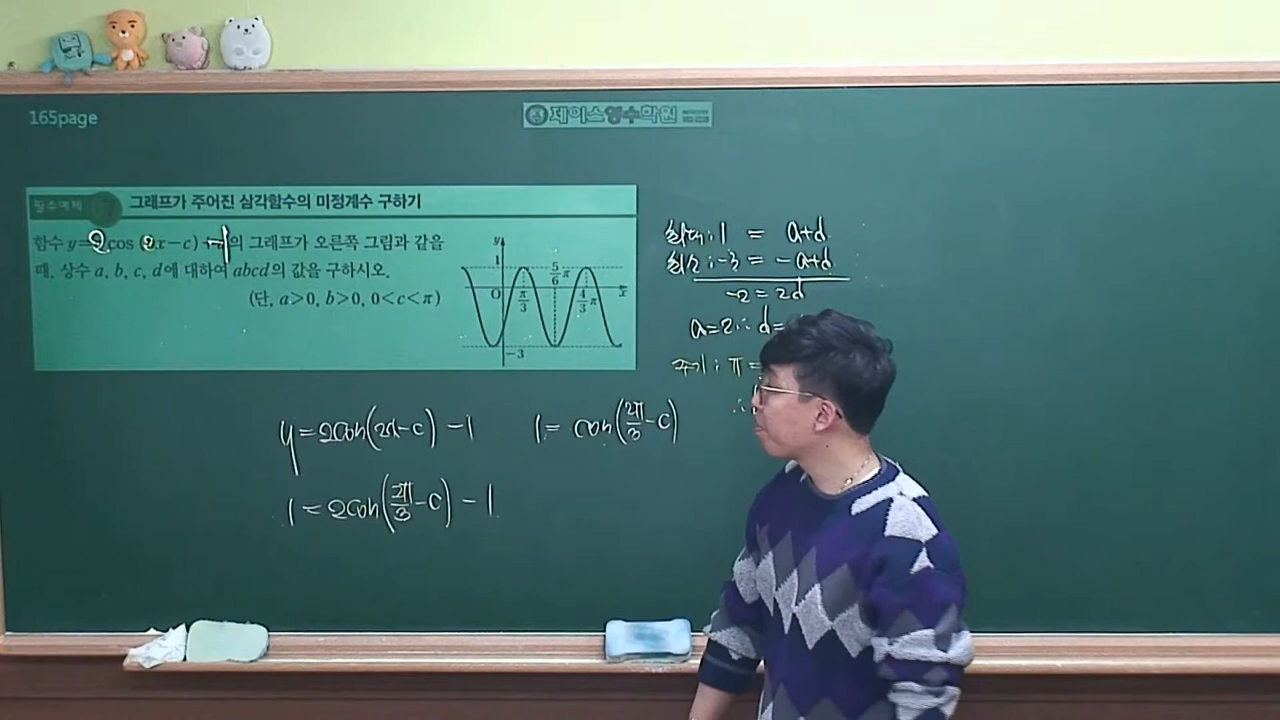 165page
제이스영수학원
필수예제
그래프가 주어진 삼각함수의 미정계수 구하기
함수 y=2cos(2x-c)-1의 그래프가 오른쪽 그림과 같을
때, 상수 a, b, c, d에 대하여 abcd의 값을 구하시오.
(단, a>0, b>0, 0<c<π)
y
1
O
π/3
5/6 π
4/3 π
x
-3
최대:1 = a+d
최소:-3 = -a+d
-2=2d
a=2 ∴ d=
주기: π=
∴
y=2cos(2x-c)-1
1=cos(2π/3-c)
1=2cos(2π/3-c)-1